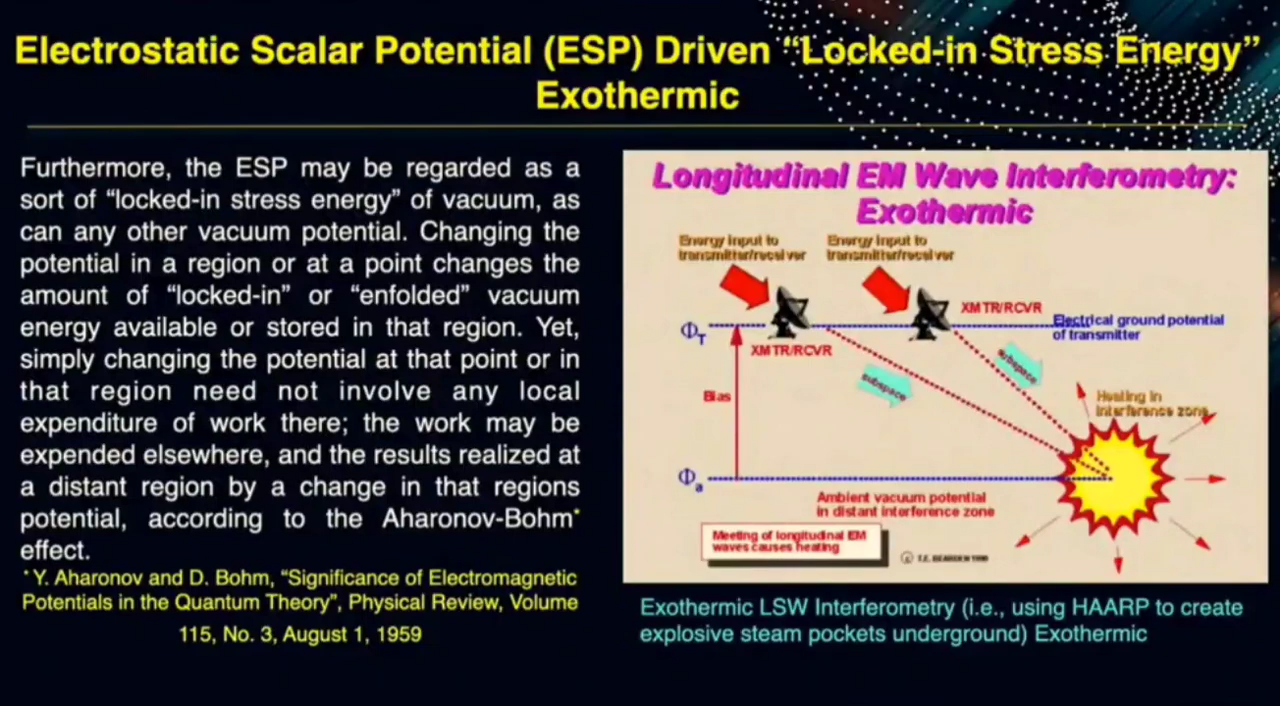 Electrostatic Scalar Potential (ESP) Driven “Locked-in Stress Energy”
Exothermic
Furthermore, the ESP may be regarded as a
sort of “locked-in stress energy” of vacuum, as
can any other vacuum potential. Changing the
potential in a region or at a point changes the
amount of “locked-in” or “enfolded” vacuum
energy available or stored in that region. Yet,
simply changing the potential at that point or in
that region need not involve any local
expenditure of work there; the work may be
expended elsewhere, and the results realized at
a distant region by a change in that regions
potential, according to the Aharonov-Bohm*
effect.
*Y. Aharonov and D. Bohm, “Significance of Electromagnetic
Potentials in the Quantum Theory”, Physical Review, Volume
115, No. 3, August 1, 1959
Longitudinal EM Wave Interferometry:
Exothermic
Energy input to
transmitter/receiver
Energy input to
transmitter/receiver
XMTR/RCVR
Electrical ground potential
of transmitter
ΦT
XMTR/RCVR
subspace
subspace
Bias
Heating in
interference zone
Φa
Ambient vacuum potential
in distant interference zone
Meeting of longitudinal EM
waves causes heating
© T.E. BEARDEN
Exothermic LSW Interferometry (i.e., using HAARP to create
explosive steam pockets underground) Exothermic